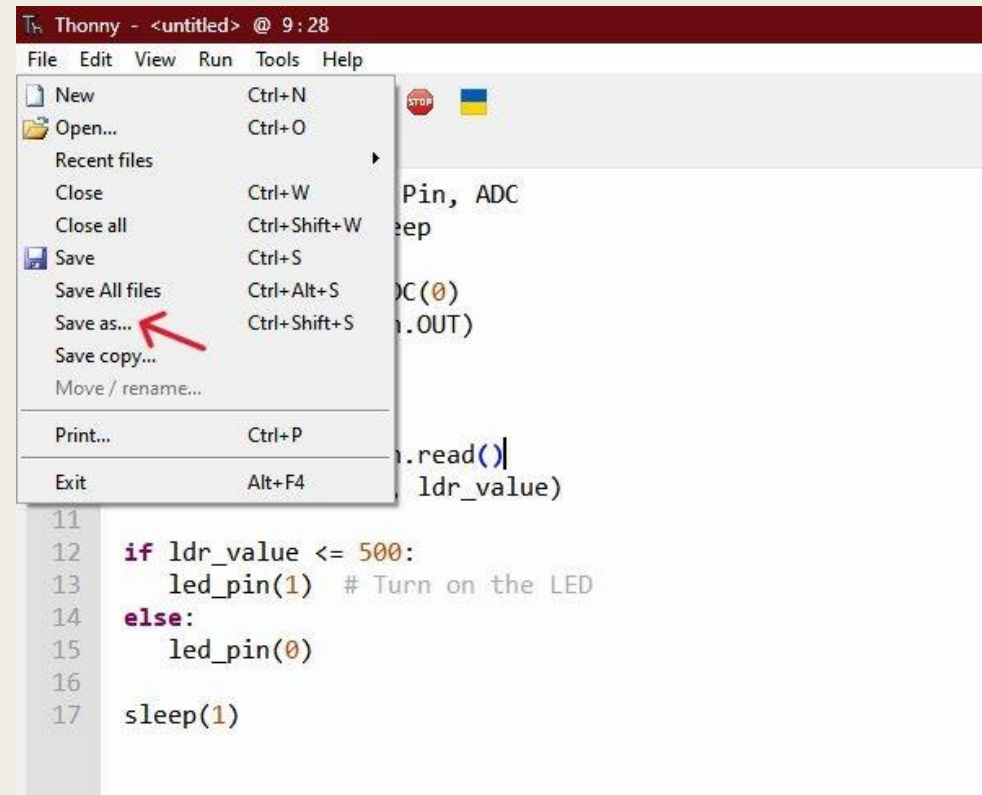 Thonny - <untitled> @ 9:28
File Edit View Run Tools Help
New Ctrl+N
Open... Ctrl+O
Recent files
Close Ctrl+W
Close all Ctrl+Shift+W
Save Ctrl+S
Save All files Ctrl+Alt+S
Save as... Ctrl+Shift+S
Save copy...
Move / rename...
Print... Ctrl+P
Exit Alt+F4
STOP
Pin, ADC
eep
C(0)
.OUT)
.read()
, ldr_value)
11
12 if ldr_value <= 500:
13 led_pin(1) # Turn on the LED
14 else:
15 led_pin(0)
16
17 sleep(1)